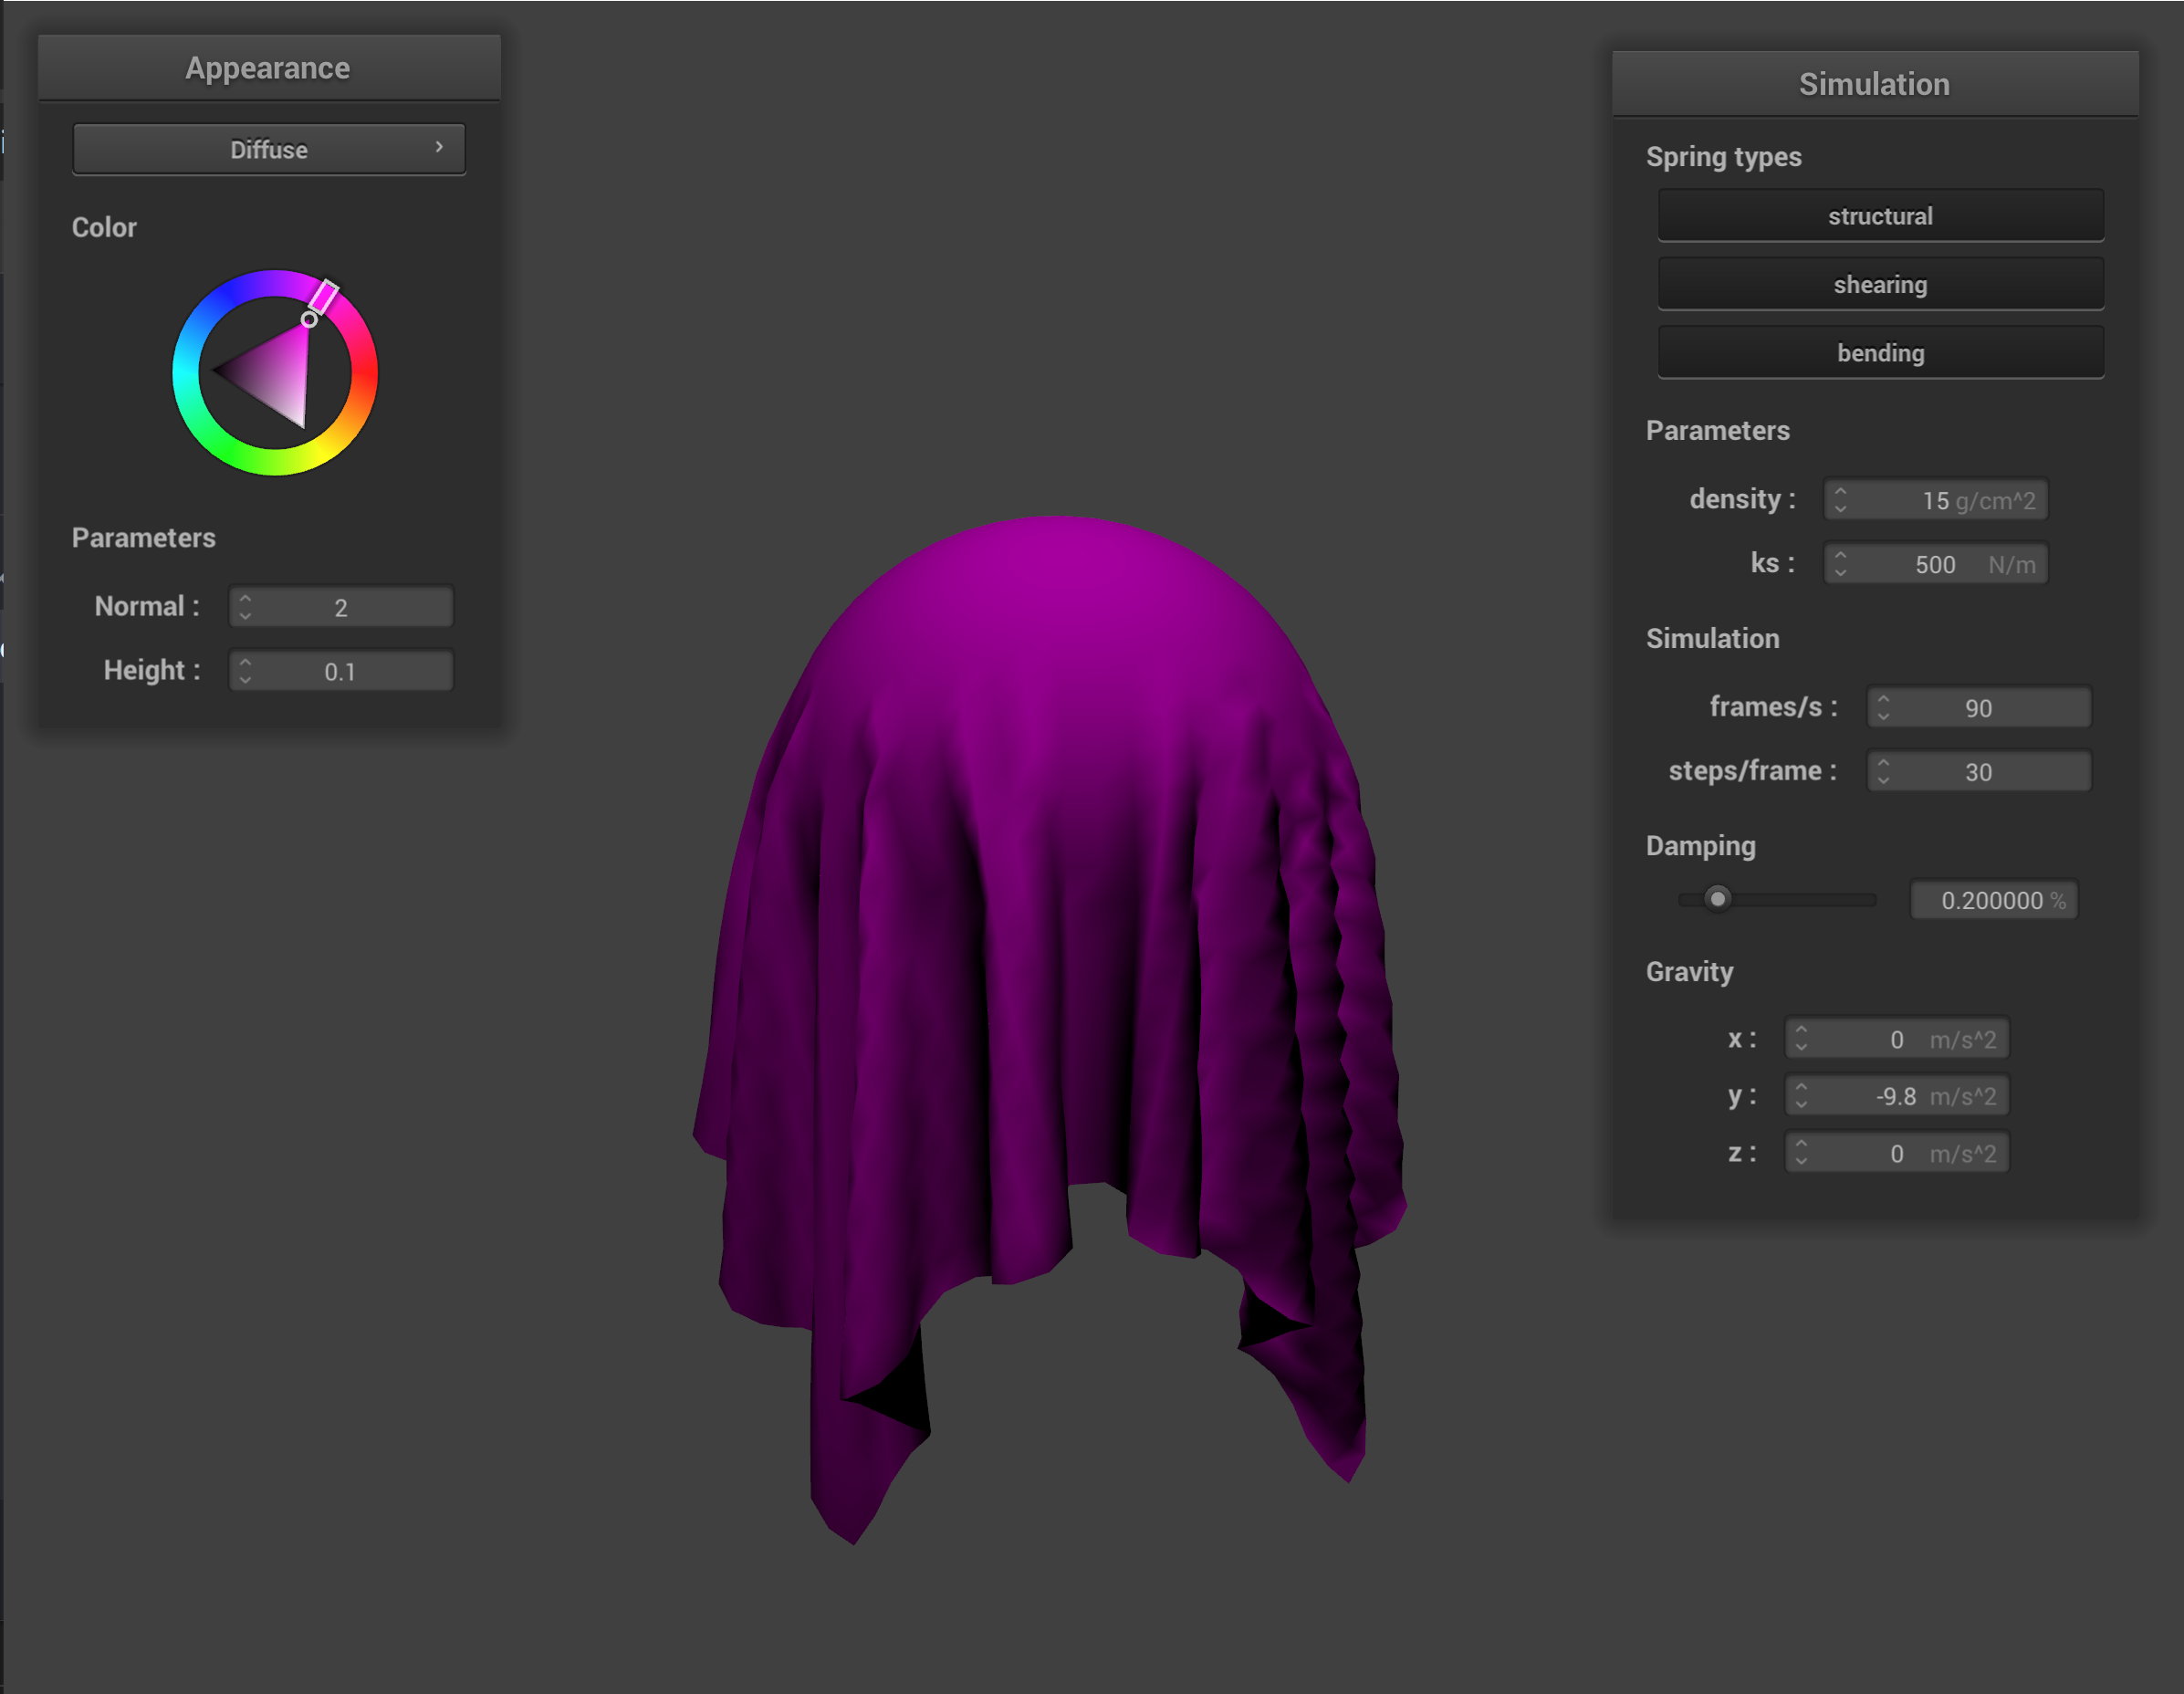 Appearance
Diffuse
Color
Parameters
Normal : 2
Height : 0.1
Simulation
Spring types
structural
shearing
bending
Parameters
density : 15 g/cm^2
ks : 500 N/m
Simulation
frames/s : 90
steps/frame : 30
Damping
0.200000 %
Gravity
x : 0 m/s^2
y : -9.8 m/s^2
z : 0 m/s^2